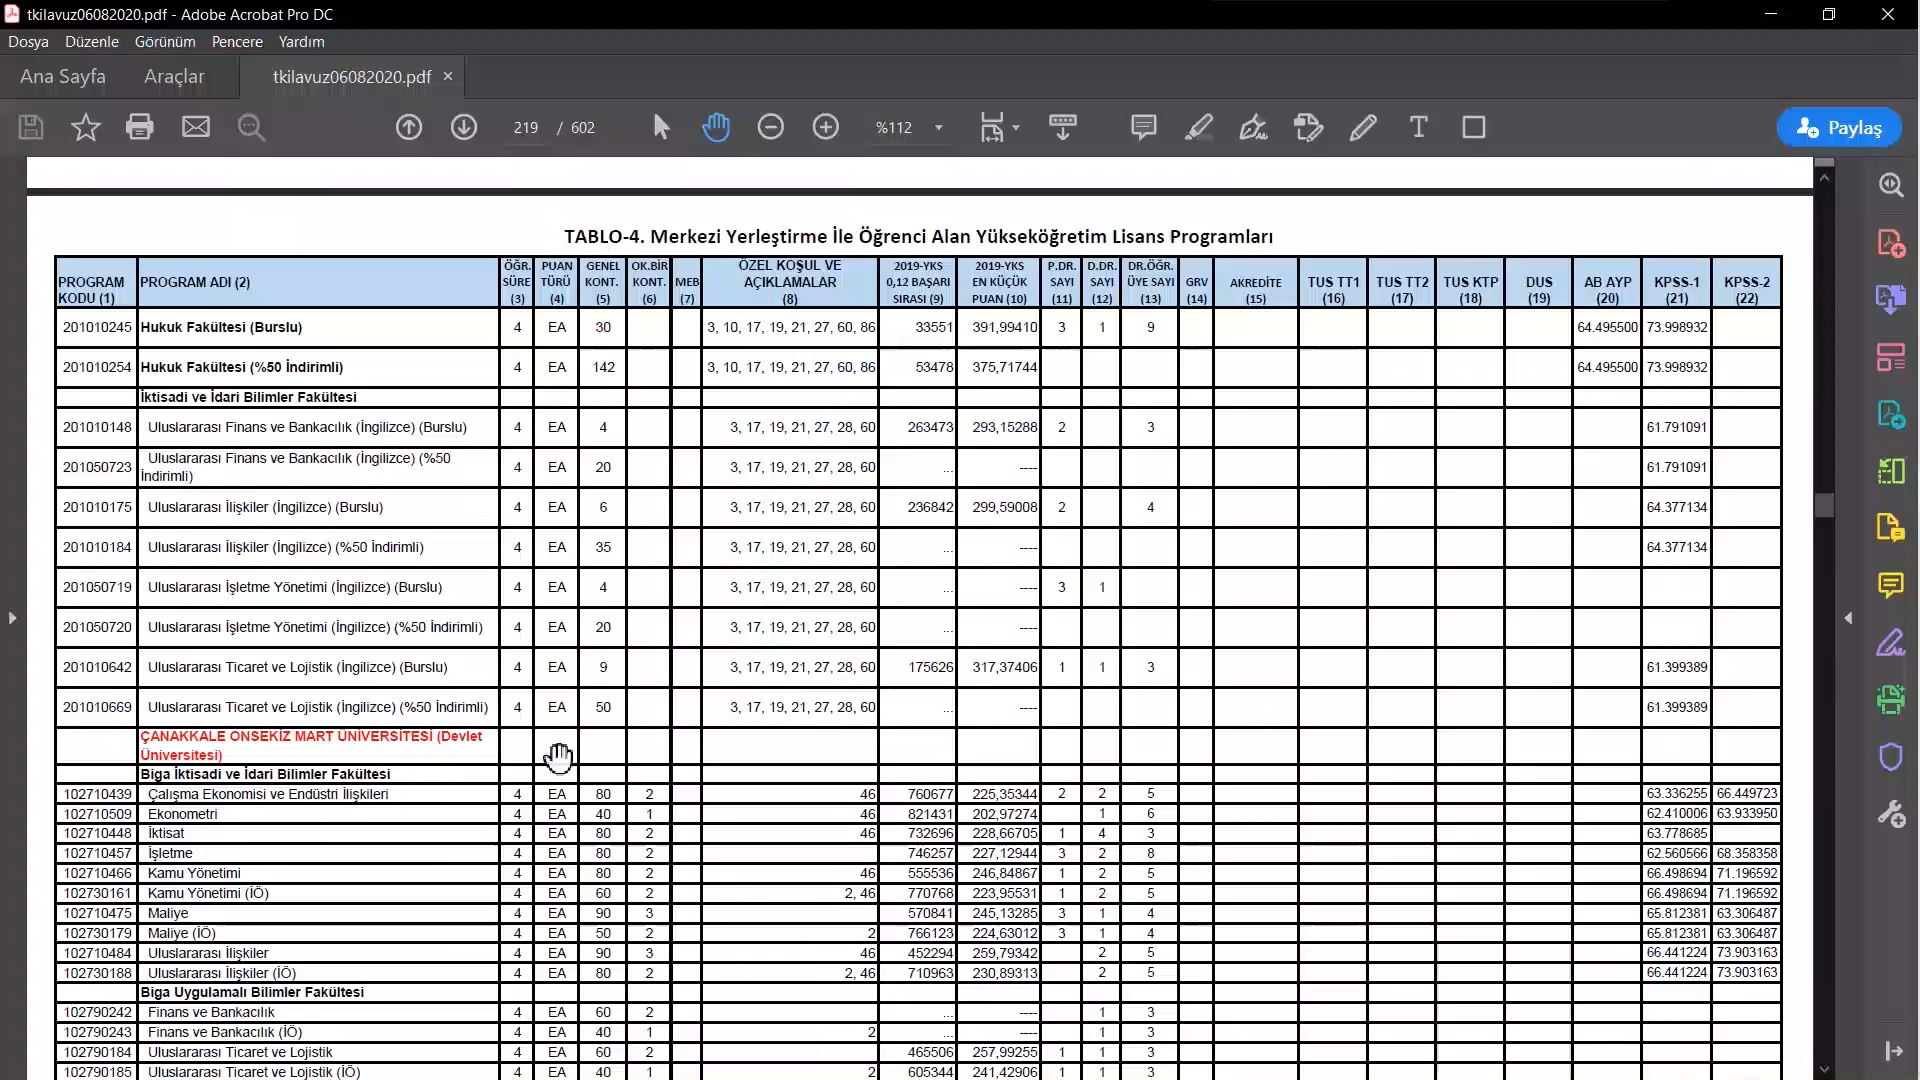 tkilavuz06082020.pdf - Adobe Acrobat Pro DC
Dosya Düzenle Görünüm Pencere Yardım
Ana Sayfa Araçlar tkilavuz06082020.pdf ×
219 / 602 %112 T Paylaş
TABLO-4. Merkezi Yerleştirme İle Öğrenci Alan Yükseköğretim Lisans Programları
PROGRAM KODU (1) PROGRAM ADI (2) ÖĞR. SÜRE (3) PUAN TÜRÜ (4) GENEL KONT. (5) OK.BİR. KONT. (6) MEB (7) ÖZEL KOŞUL VE AÇIKLAMALAR (8) 2019-YKS 0,12 BAŞARI SIRASI (9) 2019-YKS EN KÜÇÜK PUAN (10) P.DR. SAYI (11) D.DR. SAYI (12) DR.ÖĞR. ÜYE SAYI (13) GRV (14) AKREDİTE (15) TUS TT1 (16) TUS TT2 (17) TUS KTP (18) DUS (19) AB AYP (20) KPSS-1 (21) KPSS-2 (22)
201010245 Hukuk Fakültesi (Burslu) 4 EA 30 3, 10, 17, 19, 21, 27, 60, 86 33551 391,99410 3 1 9 64.495500 73.998932
201010254 Hukuk Fakültesi (%50 İndirimli) 4 EA 142 3, 10, 17, 19, 21, 27, 60, 86 53478 375,71744 64.495500 73.998932
İktisadi ve İdari Bilimler Fakültesi
201010148 Uluslararası Finans ve Bankacılık (İngilizce) (Burslu) 4 EA 4 3, 17, 19, 21, 27, 28, 60 263473 293,15288 2 3 61.791091
201050723 Uluslararası Finans ve Bankacılık (İngilizce) (%50 İndirimli) 4 EA 20 3, 17, 19, 21, 27, 28, 60 ... ---- 61.791091
201010175 Uluslararası İlişkiler (İngilizce) (Burslu) 4 EA 6 3, 17, 19, 21, 27, 28, 60 236842 299,59008 2 4 64.377134
201010184 Uluslararası İlişkiler (İngilizce) (%50 İndirimli) 4 EA 35 3, 17, 19, 21, 27, 28, 60 ... ---- 64.377134
201050719 Uluslararası İşletme Yönetimi (İngilizce) (Burslu) 4 EA 4 3, 17, 19, 21, 27, 28, 60 ... ---- 3 1
201050720 Uluslararası İşletme Yönetimi (İngilizce) (%50 İndirimli) 4 EA 20 3, 17, 19, 21, 27, 28, 60 ... ----
201010642 Uluslararası Ticaret ve Lojistik (İngilizce) (Burslu) 4 EA 9 3, 17, 19, 21, 27, 28, 60 175626 317,37406 1 1 3 61.399389
201010669 Uluslararası Ticaret ve Lojistik (İngilizce) (%50 İndirimli) 4 EA 50 3, 17, 19, 21, 27, 28, 60 ... ---- 61.399389
ÇANAKKALE ONSEKİZ MART ÜNİVERSİTESİ (Devlet
Üniversitesi)
Biga İktisadi ve İdari Bilimler Fakültesi
102710439 Çalışma Ekonomisi ve Endüstri İlişkileri 4 EA 80 2 46 760677 225,35344 2 2 5 63.336255 66.449723
102710509 Ekonometri 4 EA 40 1 46 821431 202,97274 1 6 62.410006 63.933950
102710448 İktisat 4 EA 80 2 46 732696 228,66705 1 4 3 63.778685
102710457 İşletme 4 EA 80 2 746257 227,12944 3 2 8 62.560566 68.358358
102710466 Kamu Yönetimi 4 EA 80 2 46 555536 246,84867 1 2 5 66.498694 71.196592
102730161 Kamu Yönetimi (İÖ) 4 EA 60 2 2, 46 770768 223,95531 1 2 5 66.498694 71.196592
102710475 Maliye 4 EA 90 3 570841 245,13285 3 1 4 65.812381 63.306487
102730179 Maliye (İÖ) 4 EA 50 2 2 766123 224,63012 3 1 4 65.812381 63.306487
102710484 Uluslararası İlişkiler 4 EA 90 3 46 452294 259,79342 2 5 66.441224 73.903163
102730188 Uluslararası İlişkiler (İÖ) 4 EA 80 2 2, 46 710963 230,89313 2 5 66.441224 73.903163
Biga Uygulamalı Bilimler Fakültesi
102790242 Finans ve Bankacılık 4 EA 60 2 ... ---- 1 3
102790243 Finans ve Bankacılık (İÖ) 4 EA 40 1 2 ... ---- 1 3
102790184 Uluslararası Ticaret ve Lojistik 4 EA 60 2 465506 257,99255 1 1 3
102790185 Uluslararası Ticaret ve Lojistik (İÖ) 4 EA 40 1 2 605344 241,42906 1 1 3